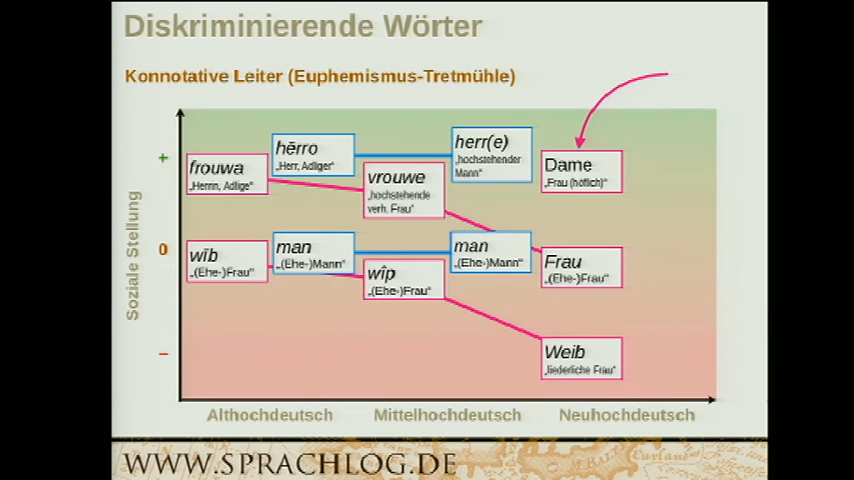 Diskriminierende Wörter
Konnotative Leiter (Euphemismus-Tretmühle)
Soziale Stellung
+
0
–
frouwa
„Herrin, Adlige“
hērro
„Herr, Adliger“
vrouwe
„hochstehende
verh. Frau“
herr(e)
„hochstehender
Mann“
Dame
„Frau (höflich)“
wīb
„(Ehe-)Frau“
man
„(Ehe-)Mann“
wîp
„(Ehe-)Frau“
man
„(Ehe-)Mann“
Frau
„(Ehe-)Frau“
Weib
„liederliche Frau“
Althochdeutsch
Mittelhochdeutsch
Neuhochdeutsch
WWW.SPRACHLOG.DE
Curland